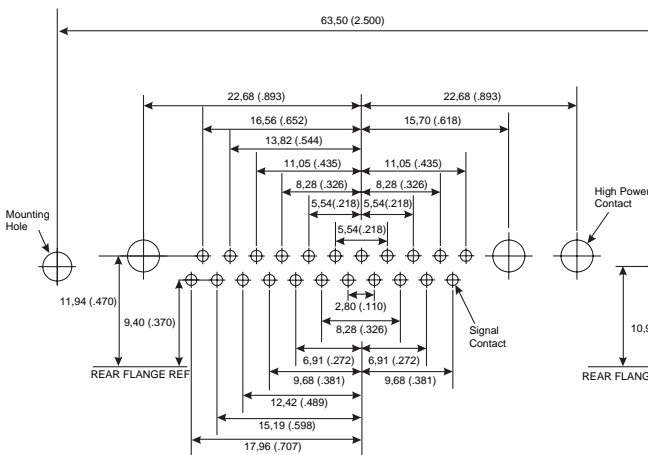 63,50 (2.500)
22,68 (.893) 22,68 (.893)
16,56 (.652) 15,70 (.618)
13,82 (.544)
11,05 (.435) 11,05 (.435)
8,28 (.326) 8,28 (.326)
5,54(.218) 5,54(.218)
5,54(.218)
High Power
Contact
Mounting
Hole
11,94 (.470)
9,40 (.370)
2,80 (.110)
8,28 (.326)
Signal
Contact
6,91 (.272) 6,91 (.272)
REAR FLANGE REF
9,68 (.381) 9,68 (.381)
12,42 (.489)
15,19 (.598)
17,96 (.707)
10,9
REAR FLANG